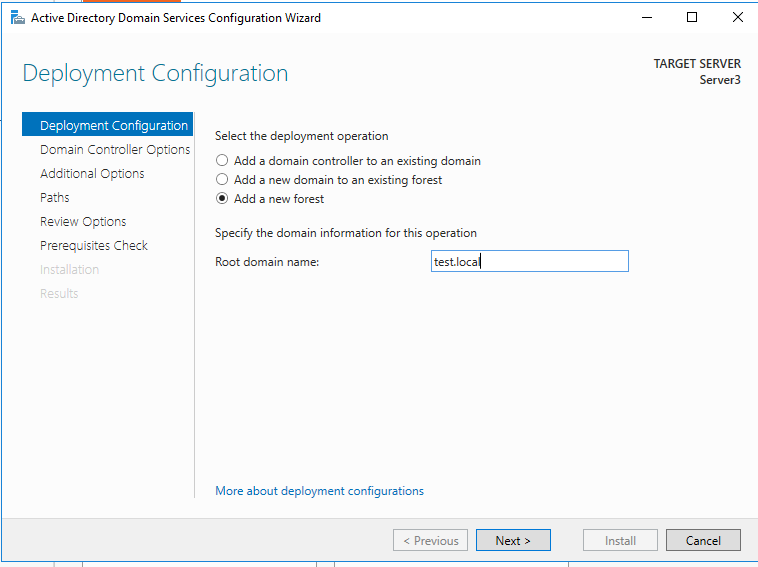 Active Directory Domain Services Configuration Wizard
Deployment Configuration
TARGET SERVER
Server3
Deployment Configuration
Domain Controller Options
Additional Options
Paths
Review Options
Prerequisites Check
Installation
Results
Select the deployment operation
Add a domain controller to an existing domain
Add a new domain to an existing forest
Add a new forest
Specify the domain information for this operation
Root domain name: test.local
More about deployment configurations
< Previous Next > Install Cancel